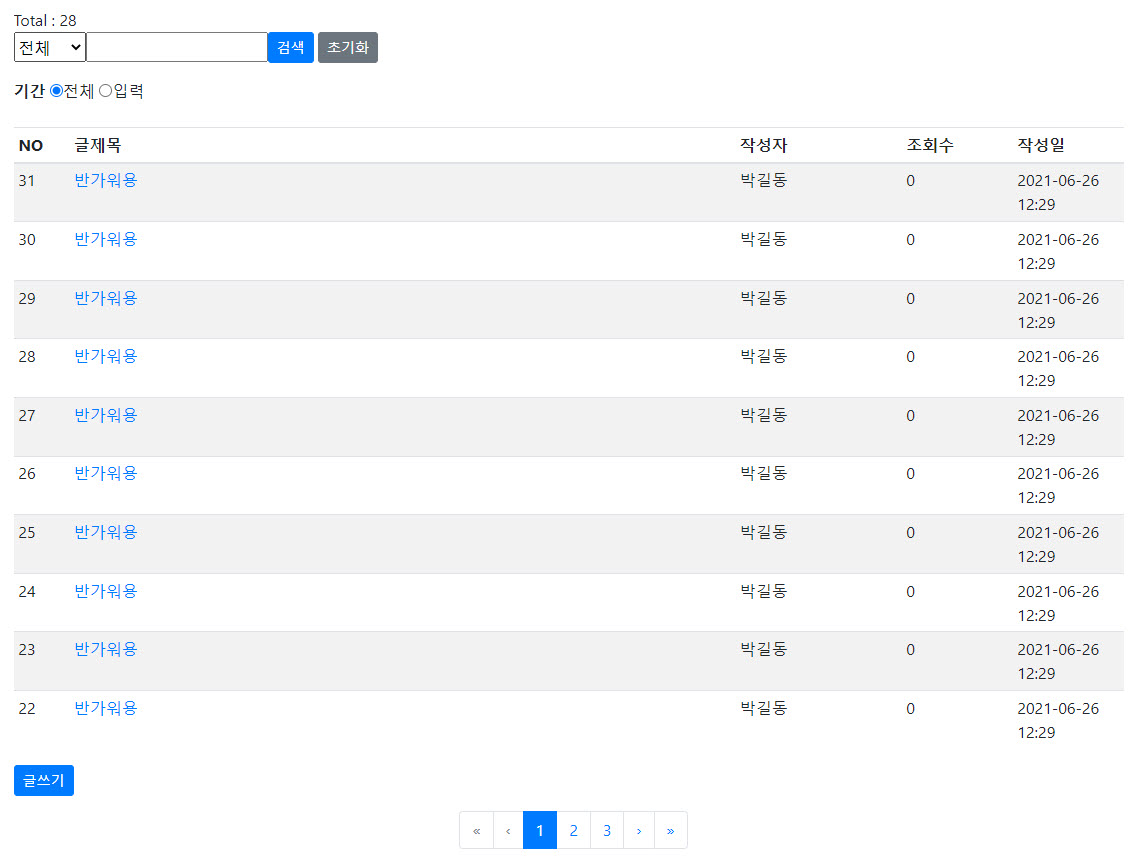 Total : 28
전체 검색 초기화
기간 전체 입력
NO 글제목 작성자 조회수 작성일
31 반가워용 박길동 0 2021-06-26
12:29
30 반가워용 박길동 0 2021-06-26
12:29
29 반가워용 박길동 0 2021-06-26
12:29
28 반가워용 박길동 0 2021-06-26
12:29
27 반가워용 박길동 0 2021-06-26
12:29
26 반가워용 박길동 0 2021-06-26
12:29
25 반가워용 박길동 0 2021-06-26
12:29
24 반가워용 박길동 0 2021-06-26
12:29
23 반가워용 박길동 0 2021-06-26
12:29
22 반가워용 박길동 0 2021-06-26
12:29
글쓰기
« ‹ 1 2 3 › »